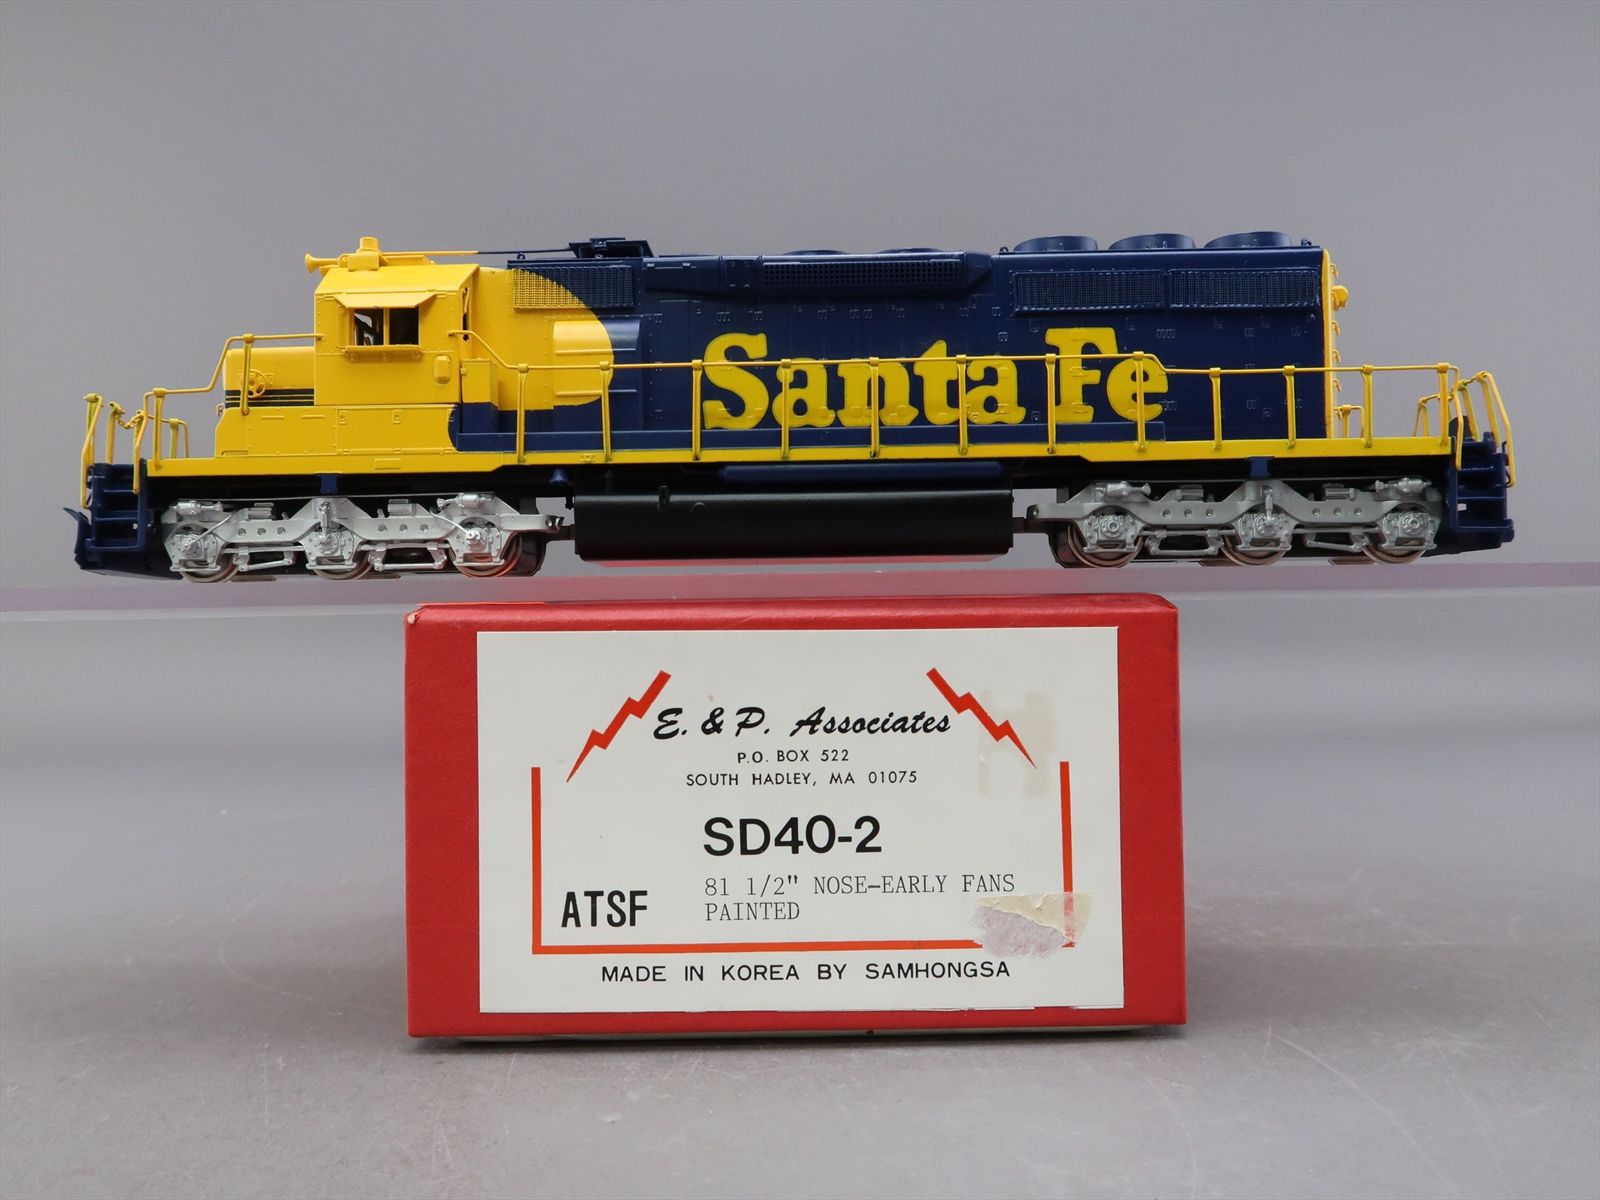 Santa Fe
E. & P. Associates
P.O. BOX 522
SOUTH HADLEY, MA 01075
SD40-2
ATSF
81 1/2" NOSE-EARLY FANS
PAINTED
MADE IN KOREA BY SAMHONGSA